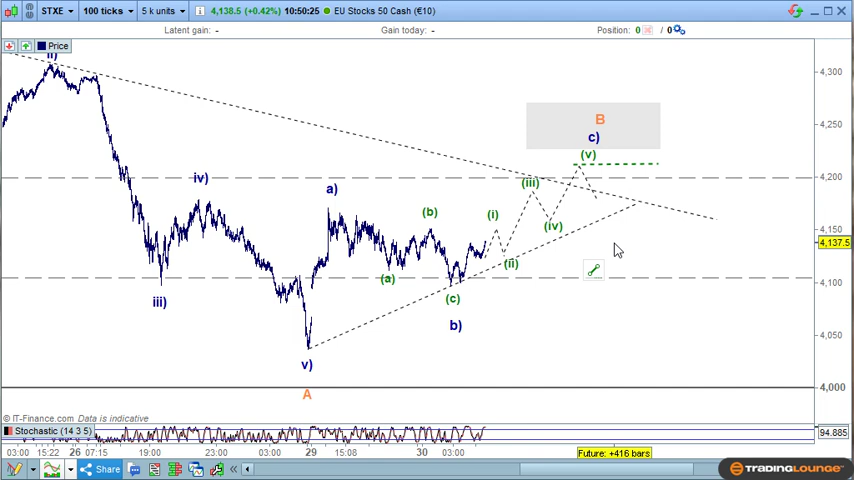 STXE 100 ticks 5 k units i 4,138.5 (+0.42%) 10:50:25 EU Stocks 50 Cash (€10)
Latent gain: - Gain today: - Position: 0 / 0
Price
ii)
4,300
B
4,250
c)
(v)
iv)
(iii)
4,200
a)
(b)
(i)
(iv)
4,150
4,137.5
(ii)
(a)
4,100
iii)
(c)
b)
4,050
v)
A
4,000
© IT-Finance.com Data is indicative
Stochastic (14 3 5)
94.885
03:00 15:22 26 07:15 19:00 23:00 03:00 29 15:08 30 03:00 Future: +416 bars
Share
TRADINGLOUNGE